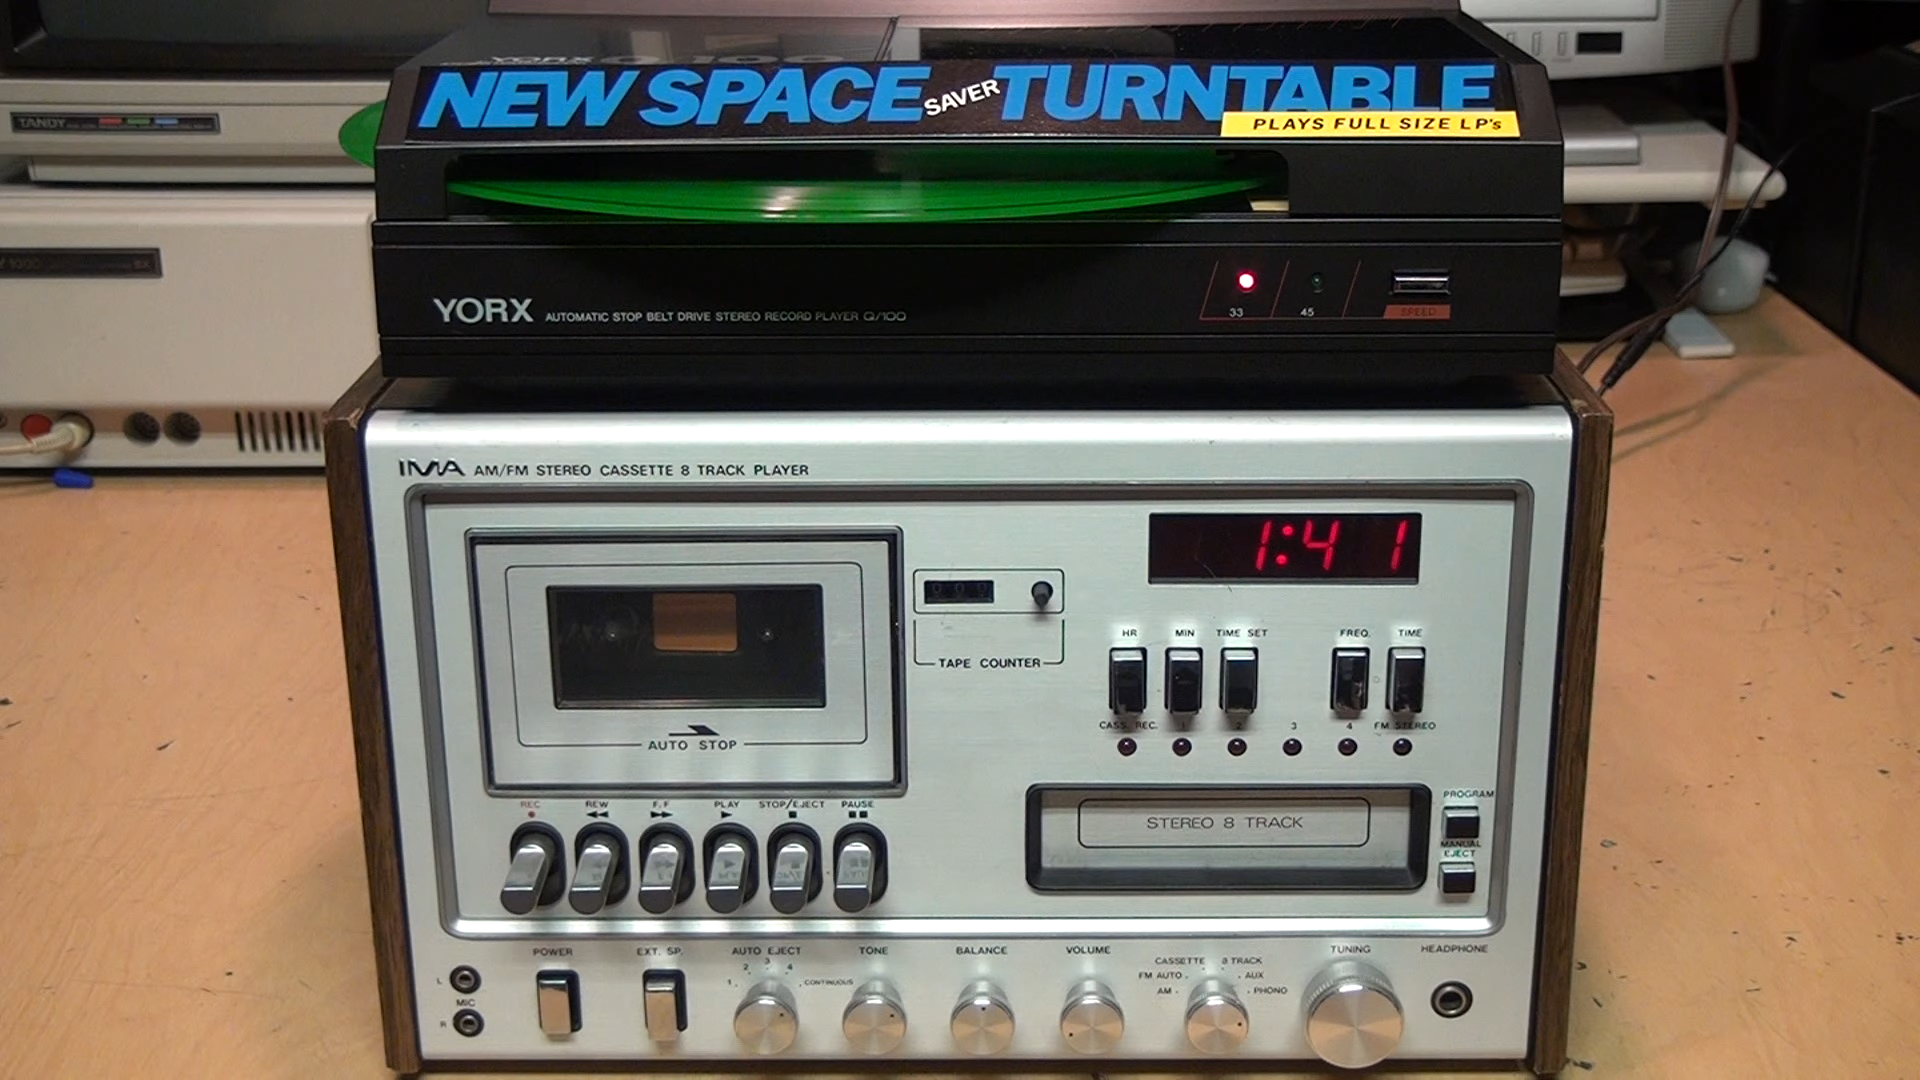 YORX
NEW SPACE SAVER TURNTABLE
PLAYS FULL SIZE LP's
TANDY
1000 SX
YORX AUTOMATIC STOP BELT DRIVE STEREO RECORD PLAYER Q/100
33 45 SPEED
IMA AM/FM STEREO CASSETTE 8 TRACK PLAYER
1:41
000
TAPE COUNTER
HR MIN TIME SET FREQ. TIME
CASS. REC. 1 2 3 4 FM STEREO
AUTO STOP
REC REW F.F PLAY STOP/EJECT PAUSE
STEREO 8 TRACK
PROGRAM
MANUAL
EJECT
POWER EXT. SP. AUTO EJECT TONE BALANCE VOLUME TUNING HEADPHONE
1 2 3 4 CONTINUOUS
CASSETTE 8 TRACK
FM AUTO AUX
AM PHONO
L
MIC
R